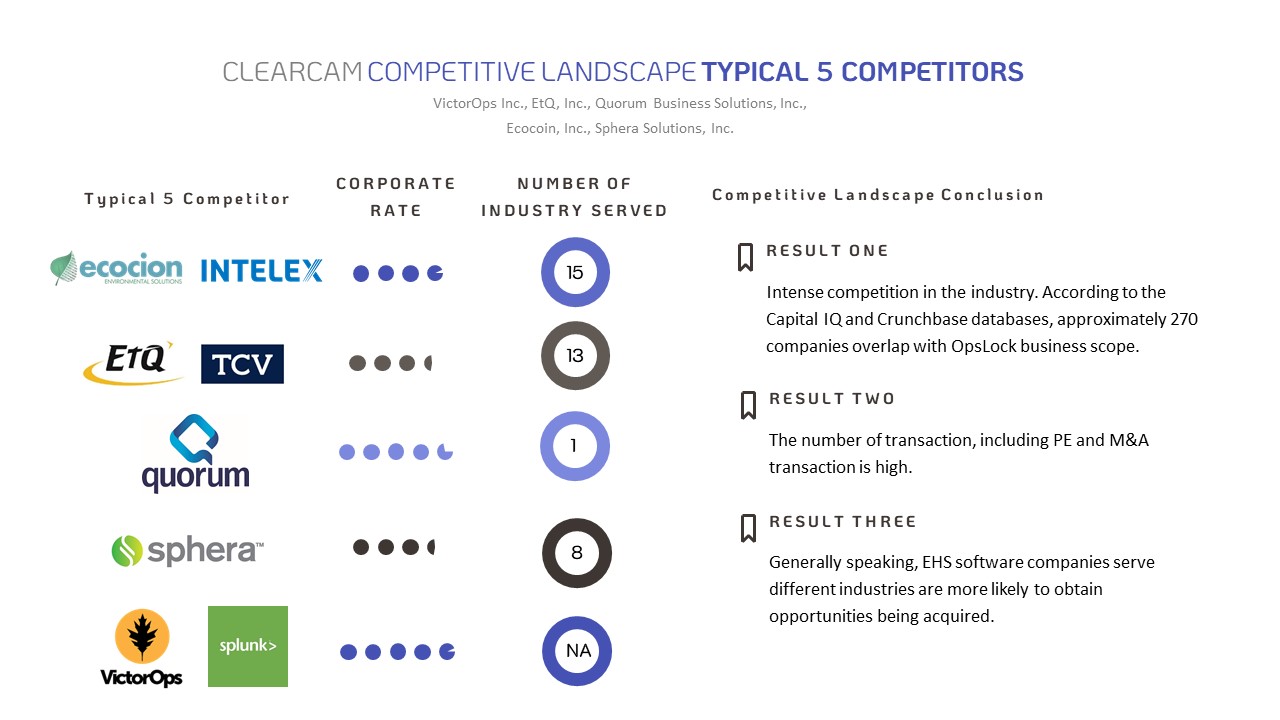 CLEARCAM COMPETITIVE LANDSCAPE TYPICAL 5 COMPETITORS
VictorOps Inc., EtQ, Inc., Quorum Business Solutions, Inc.,
Ecocoin, Inc., Sphera Solutions, Inc.
Typical 5 Competitor
CORPORATE
RATE
NUMBER OF
INDUSTRY SERVED
ecocion
ENVIRONMENTAL SOLUTIONS
INTELEX
15
EtQ
TCV
13
quorum
1
sphera™
8
VictorOps
splunk>
NA
Competitive Landscape Conclusion
RESULT ONE
Intense competition in the industry. According to the
Capital IQ and Crunchbase databases, approximately 270
companies overlap with OpsLock business scope.
RESULT TWO
The number of transaction, including PE and M&A
transaction is high.
RESULT THREE
Generally speaking, EHS software companies serve
different industries are more likely to obtain
opportunities being acquired.